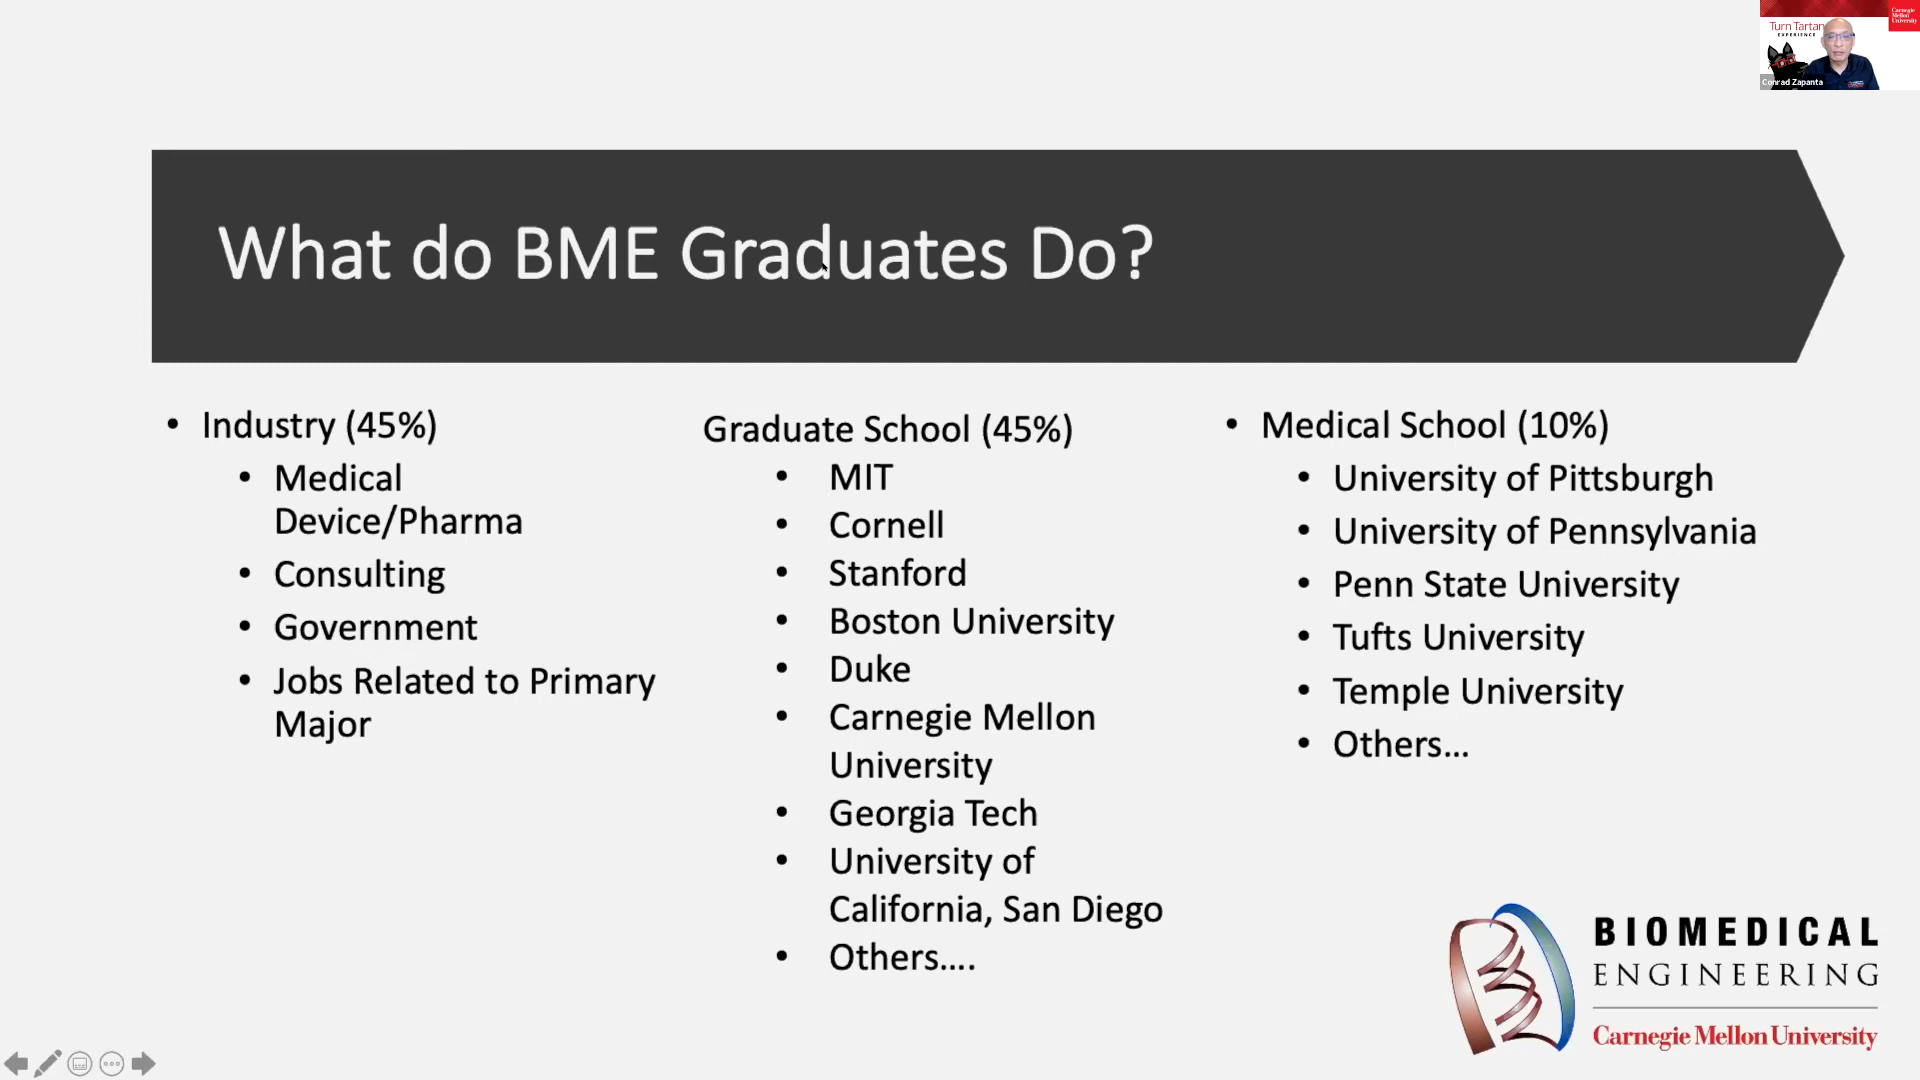 Turn Tartan
EXPERIENCE
Carnegie
Mellon
University
Conrad Zapanta
What do BME Graduates Do?
• Industry (45%)
• Medical
Device/Pharma
• Consulting
• Government
• Jobs Related to Primary
Major
Graduate School (45%)
• MIT
• Cornell
• Stanford
• Boston University
• Duke
• Carnegie Mellon
University
• Georgia Tech
• University of
California, San Diego
• Others....
• Medical School (10%)
• University of Pittsburgh
• University of Pennsylvania
• Penn State University
• Tufts University
• Temple University
• Others...
BIOMEDICAL
ENGINEERING
Carnegie Mellon University